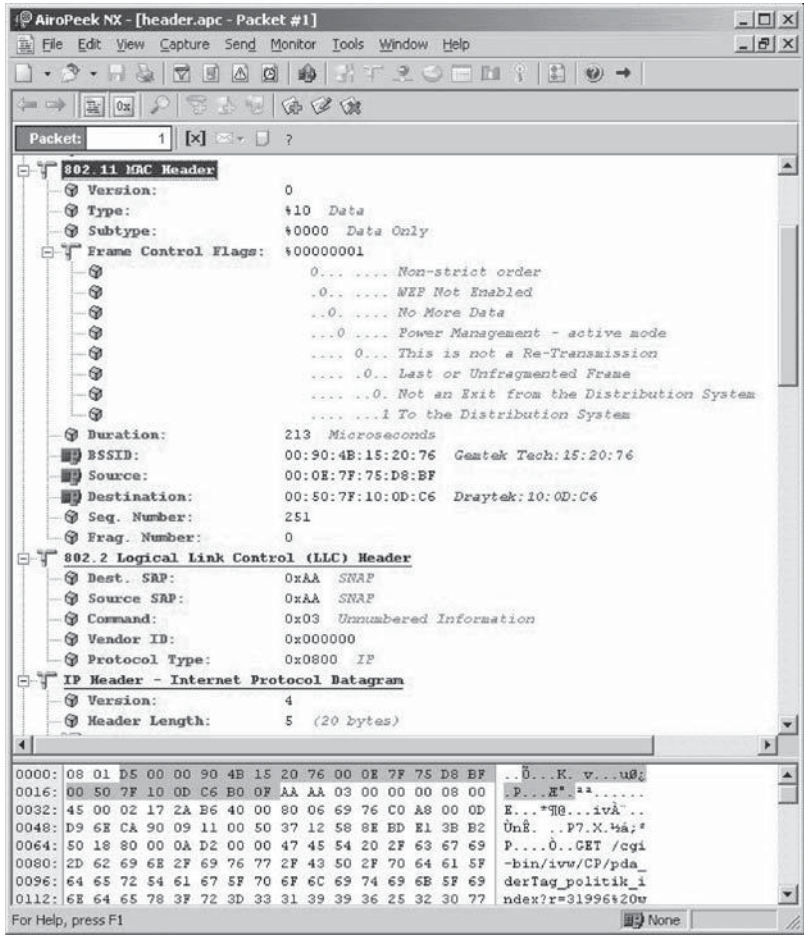 AiroPeek NX - [header.apc - Packet #1]
File Edit View Capture Send Monitor Tools Window Help
Packet: 1 [x] ?
802.11 MAC Header
Version: 0
Type: %10 Data
Subtype: %0000 Data Only
Frame Control Flags: %00000001
0... .... Non-strict order
.0.. .... WEP Not Enabled
..0. .... No More Data
...0 .... Power Management - active mode
.... 0... This is not a Re-Transmission
.... .0.. Last or Unfragmented Frame
.... ..0. Not an Exit from the Distribution System
.... ...1 To the Distribution System
Duration: 213 Microseconds
BSSID: 00:90:4B:15:20:76 Gemtek Tech:15:20:76
Source: 00:0E:7F:75:D8:BF
Destination: 00:50:7F:10:0D:C6 Draytek:10:0D:C6
Seq. Number: 251
Frag. Number: 0
802.2 Logical Link Control (LLC) Header
Dest. SAP: 0xAA SNAP
Source SAP: 0xAA SNAP
Command: 0x03 Unnumbered Information
Vendor ID: 0x000000
Protocol Type: 0x0800 IP
IP Header - Internet Protocol Datagram
Version: 4
Header Length: 5 (20 bytes)
0000: 08 01 D5 00 00 90 4B 15 20 76 00 0E 7F 75 D8 BF ..Õ...K. v...uØ¿
0016: 00 50 7F 10 0D C6 B0 0F AA AA 03 00 00 00 08 00 .P...Æ°.ªª......
0032: 45 00 02 17 2A B6 40 00 80 06 69 76 C0 A8 00 0D E...*¶@...ivÀ¨..
0048: D9 6E CA 90 09 11 00 50 37 12 58 8E BD E1 3B B2 ÙnÊ. ..P7.X.½á;²
0064: 50 18 80 00 0A D2 00 00 47 45 54 20 2F 63 67 69 P....Ò..GET /cgi
0080: 2D 62 69 6E 2F 69 76 77 2F 43 50 2F 70 64 61 5F -bin/ivw/CP/pda_
0096: 64 65 72 54 61 67 5F 70 6F 6C 69 74 69 6B 5F 69 derTag_politik_i
0112: 6E 64 65 78 3F 72 3D 33 31 39 39 36 25 32 30 77 ndex?r=31996%20w
For Help, press F1 None